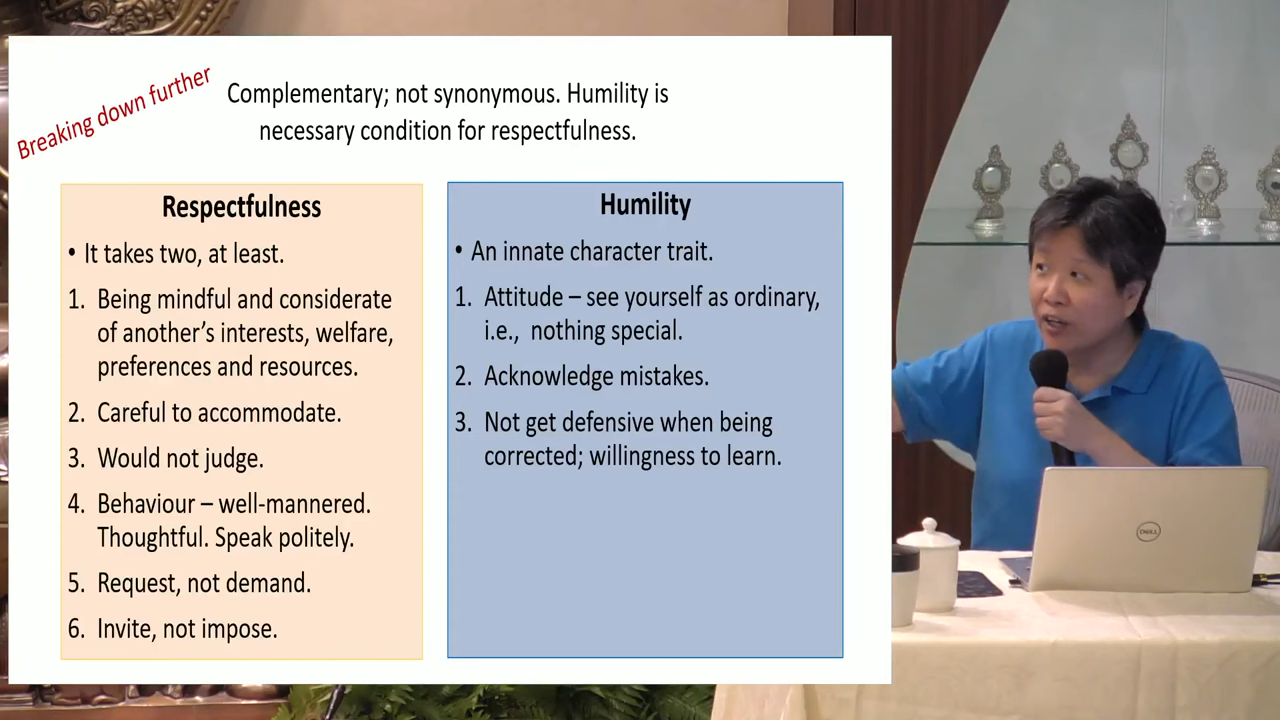 Breaking down further
Complementary; not synonymous. Humility is
necessary condition for respectfulness.
Respectfulness
• It takes two, at least.
1. Being mindful and considerate
of another's interests, welfare,
preferences and resources.
2. Careful to accommodate.
3. Would not judge.
4. Behaviour – well-mannered.
Thoughtful. Speak politely.
5. Request, not demand.
6. Invite, not impose.
Humility
• An innate character trait.
1. Attitude – see yourself as ordinary,
i.e., nothing special.
2. Acknowledge mistakes.
3. Not get defensive when being
corrected; willingness to learn.
DELL